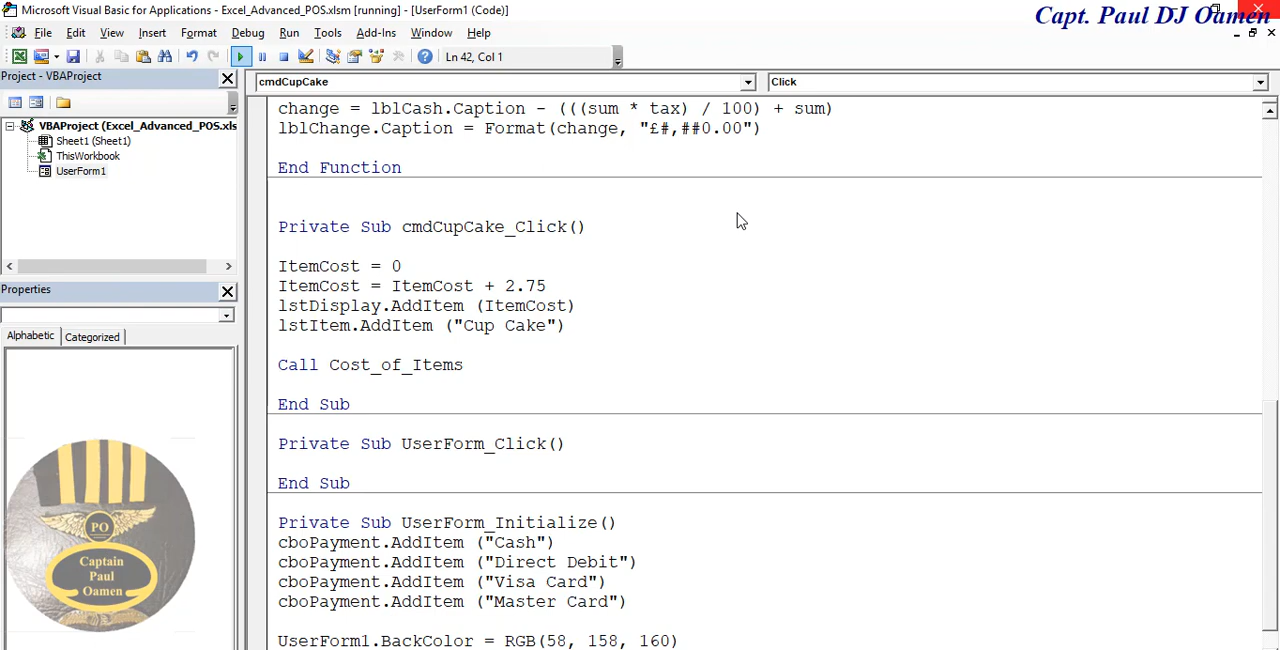 Microsoft Visual Basic for Applications - Excel_Advanced_POS.xlsm [running] - [UserForm1 (Code)]
Capt. Paul DJ Oamen
File Edit View Insert Format Debug Run Tools Add-Ins Window Help
Ln 42, Col 1
Project - VBAProject
cmdCupCake
Click
VBAProject (Excel_Advanced_POS.xls
Sheet1 (Sheet1)
ThisWorkbook
UserForm1
Properties
Alphabetic Categorized
PO
Captain
Paul
Oamen
change = lblCash.Caption - (((sum * tax) / 100) + sum)
lblChange.Caption = Format(change, "£#,##0.00")
End Function
Private Sub cmdCupCake_Click()
ItemCost = 0
ItemCost = ItemCost + 2.75
lstDisplay.AddItem (ItemCost)
lstItem.AddItem ("Cup Cake")
Call Cost_of_Items
End Sub
Private Sub UserForm_Click()
End Sub
Private Sub UserForm_Initialize()
cboPayment.AddItem ("Cash")
cboPayment.AddItem ("Direct Debit")
cboPayment.AddItem ("Visa Card")
cboPayment.AddItem ("Master Card")
UserForm1.BackColor = RGB(58, 158, 160)